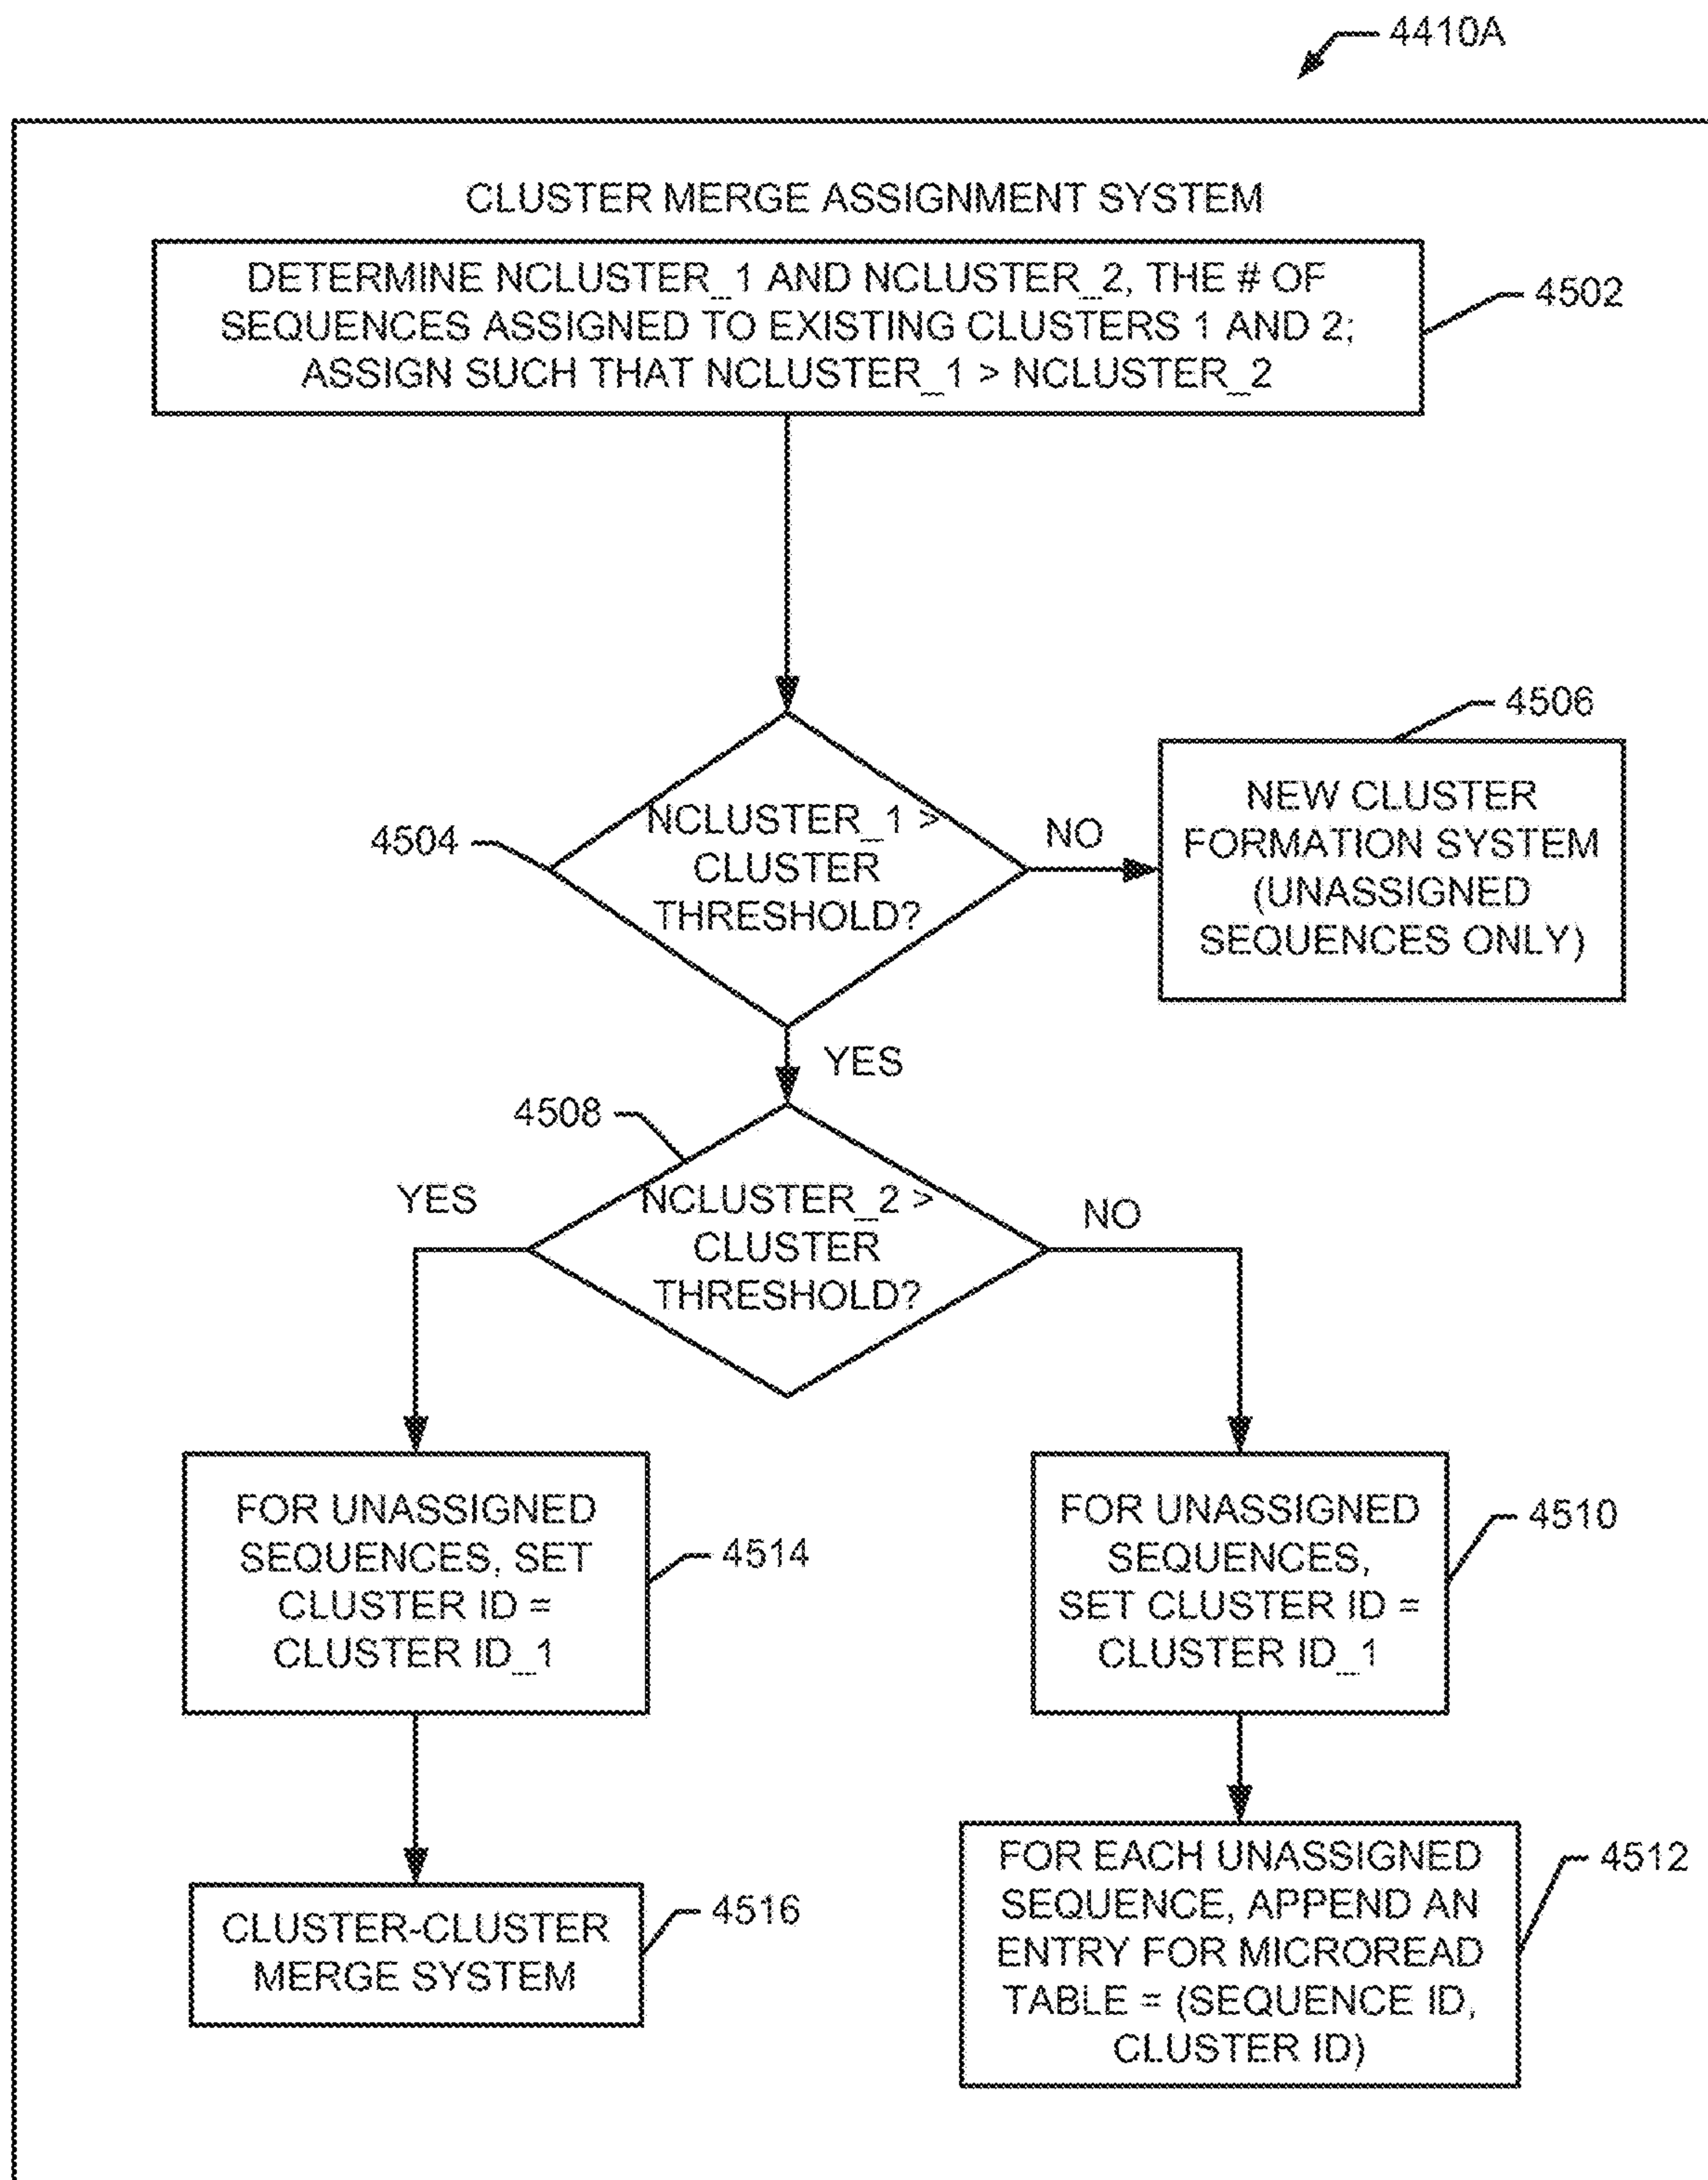 4410A
CLUSTER MERGE ASSIGNMENT SYSTEM
DETERMINE NCLUSTER_1 AND NCLUSTER_2, THE # OF
SEQUENCES ASSIGNED TO EXISTING CLUSTERS 1 AND 2;
ASSIGN SUCH THAT NCLUSTER_1 > NCLUSTER_2
4502
4504
NCLUSTER_1 >
CLUSTER
THRESHOLD?
NO
4506
NEW CLUSTER
FORMATION SYSTEM
(UNASSIGNED
SEQUENCES ONLY)
YES
4508
YES
NCLUSTER_2 >
CLUSTER
THRESHOLD?
NO
FOR UNASSIGNED
SEQUENCES, SET
CLUSTER ID =
CLUSTER ID_1
4514
FOR UNASSIGNED
SEQUENCES,
SET CLUSTER ID =
CLUSTER ID_1
4510
CLUSTER-CLUSTER
MERGE SYSTEM
4516
FOR EACH UNASSIGNED
SEQUENCE, APPEND AN
ENTRY FOR MICROREAD
TABLE = (SEQUENCE ID,
CLUSTER ID)
4512